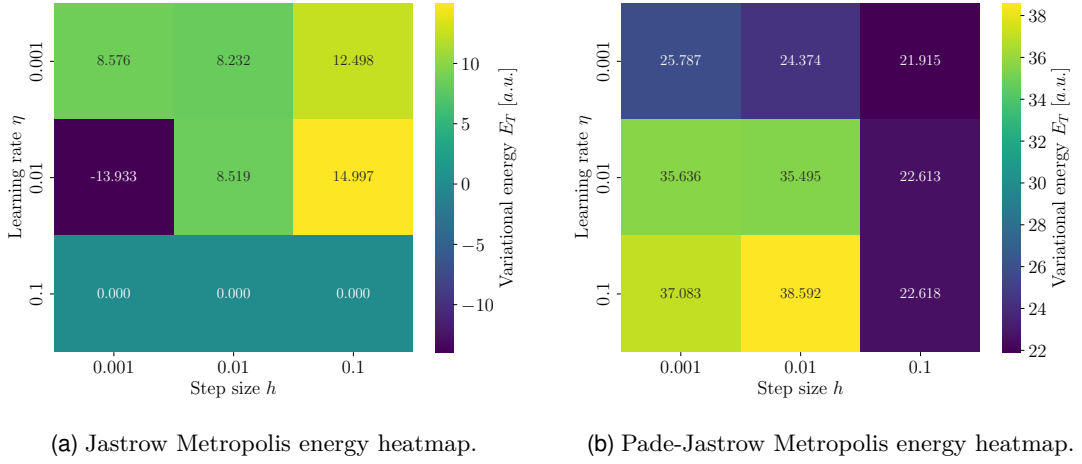 0.001
0.01
0.1
Learning rate η
8.576 8.232 12.498
-13.933 8.519 14.997
0.000 0.000 0.000
0.001 0.01 0.1
Step size h
10
5
0
−5
−10
Variational energy E_T [a.u.]
(a) Jastrow Metropolis energy heatmap.
0.001
0.01
0.1
Learning rate η
25.787 24.374 21.915
35.636 35.495 22.613
37.083 38.592 22.618
0.001 0.01 0.1
Step size h
38
36
34
32
30
28
26
24
22
Variational energy E_T [a.u.]
(b) Pade-Jastrow Metropolis energy heatmap.